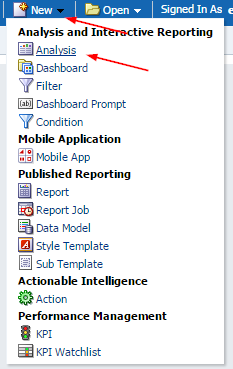 New Open Signed In As
Analysis and Interactive Reporting
Analysis
Dashboard
Filter
Dashboard Prompt
Condition
Mobile Application
Mobile App
Published Reporting
Report
Report Job
Data Model
Style Template
Sub Template
Actionable Intelligence
Action
Performance Management
KPI
KPI Watchlist